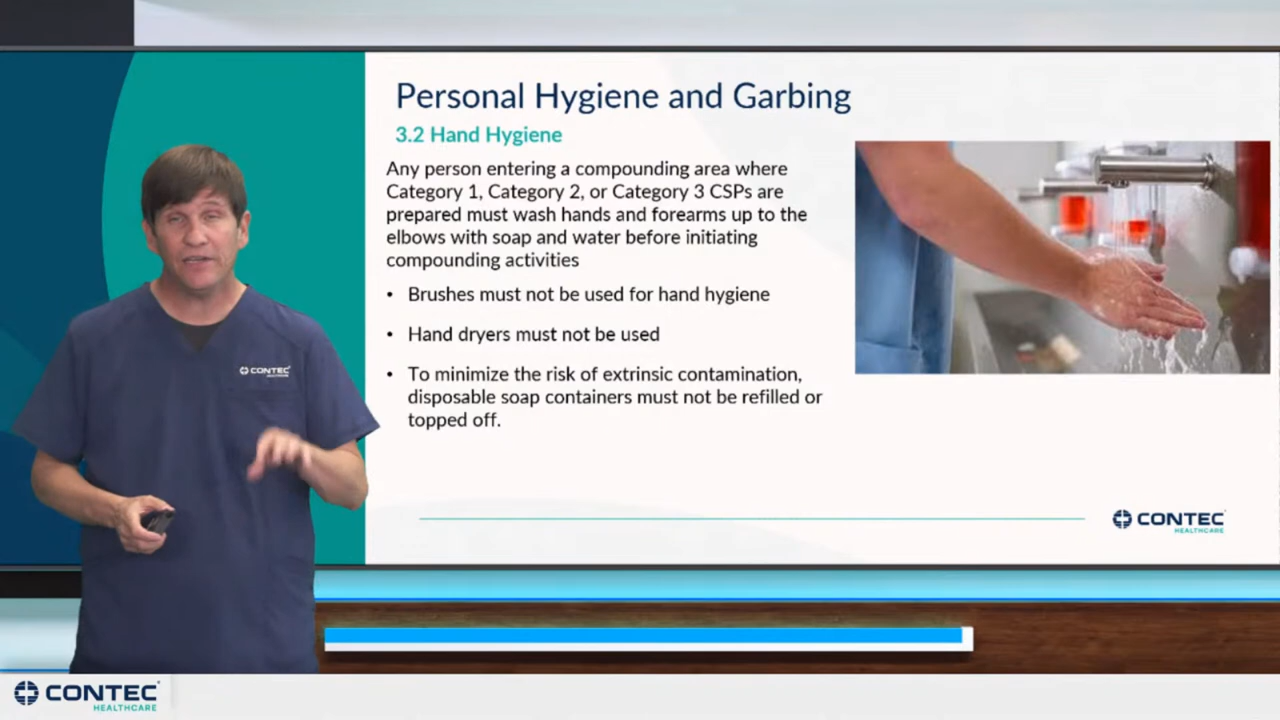 Personal Hygiene and Garbing
3.2 Hand Hygiene
Any person entering a compounding area where
Category 1, Category 2, or Category 3 CSPs are
prepared must wash hands and forearms up to the
elbows with soap and water before initiating
compounding activities
• Brushes must not be used for hand hygiene
• Hand dryers must not be used
• To minimize the risk of extrinsic contamination,
disposable soap containers must not be refilled or
topped off.
CONTEC
HEALTHCARE
CONTEC
HEALTHCARE
CONTEC
HEALTHCARE